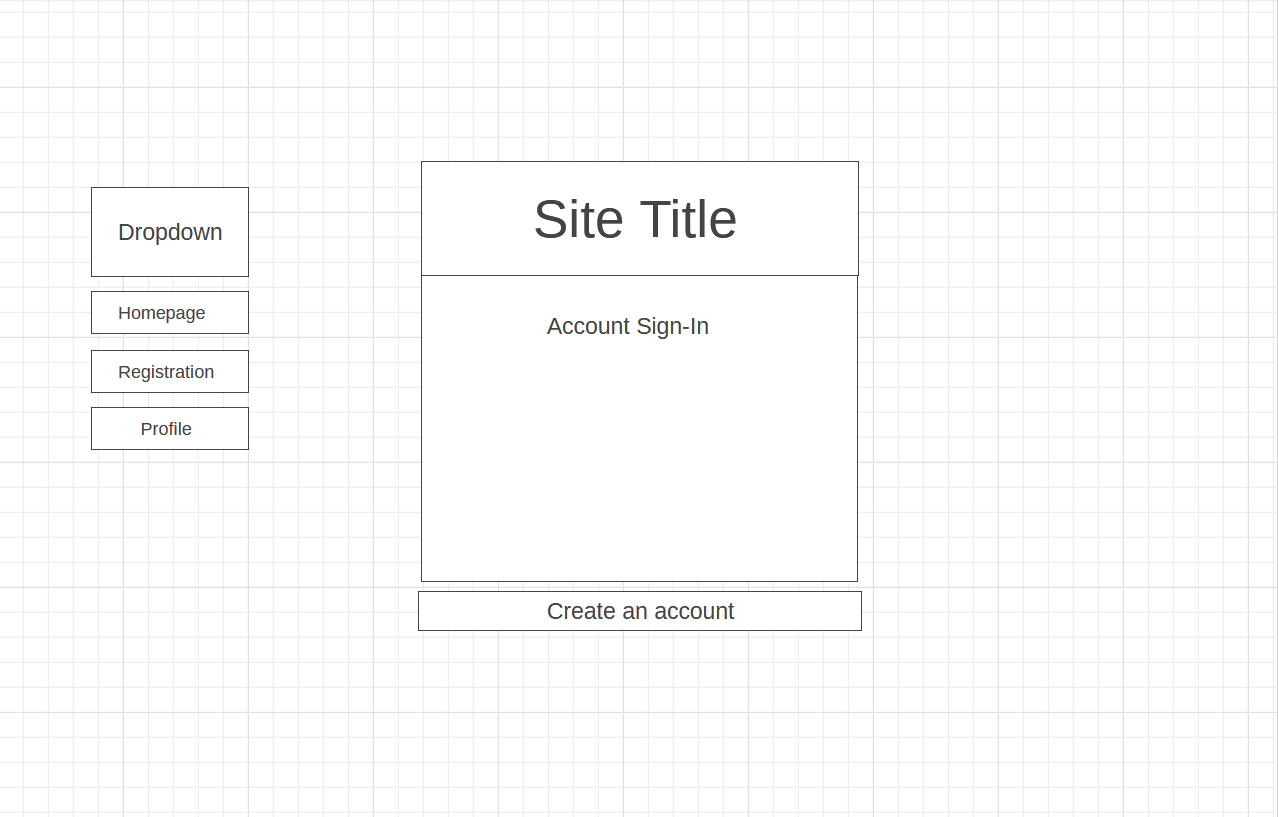 Site Title
Dropdown
Homepage
Registration
Profile
Account Sign-In
Create an account